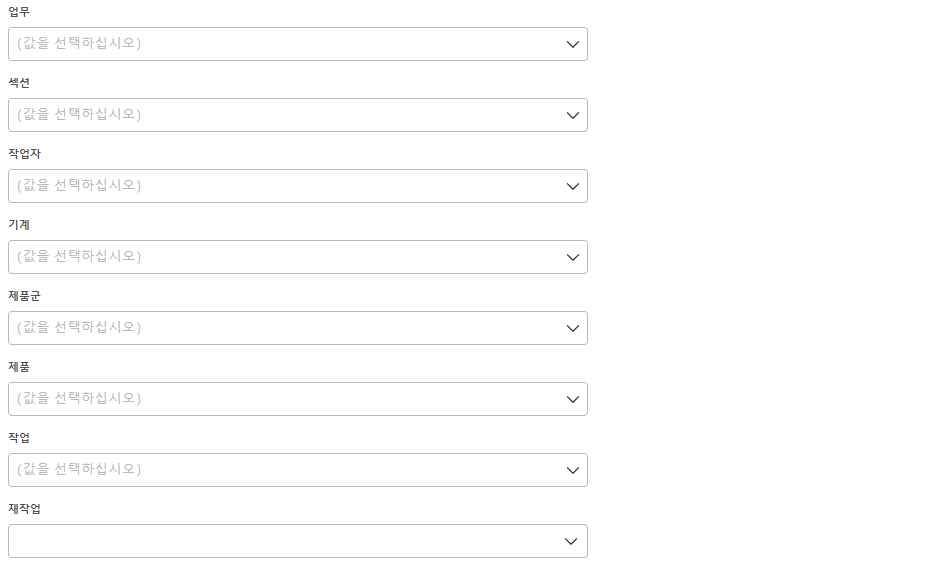 업무
(값을 선택하십시오)
섹션
(값을 선택하십시오)
작업자
(값을 선택하십시오)
기계
(값을 선택하십시오)
제품군
(값을 선택하십시오)
제품
(값을 선택하십시오)
작업
(값을 선택하십시오)
재작업